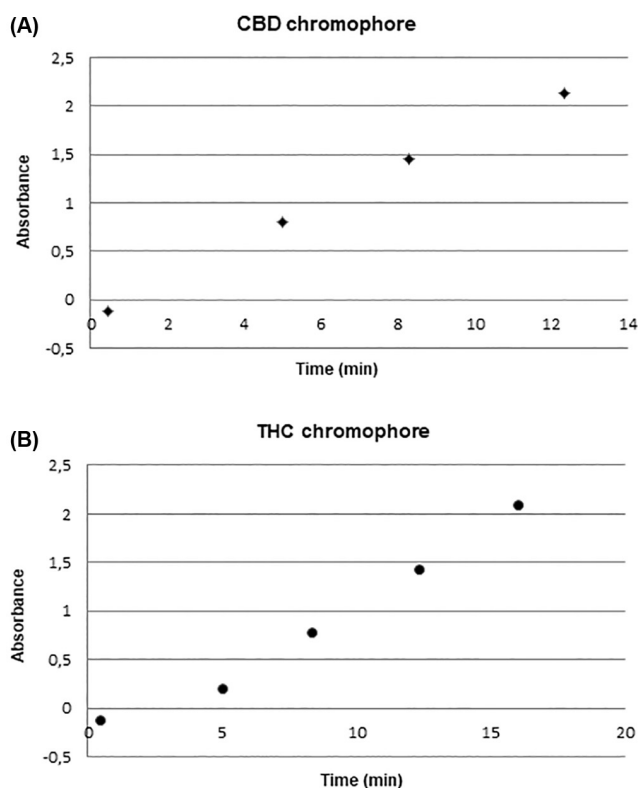 (A)
CBD chromophore
2,5
2
1,5
1
0,5
0
-0,5
Absorbance
0 2 4 6 8 10 12 14
Time (min)
(B)
THC chromophore
2,5
2
1,5
1
0,5
0
-0,5
Absorbance
0 5 10 15 20
Time (min)